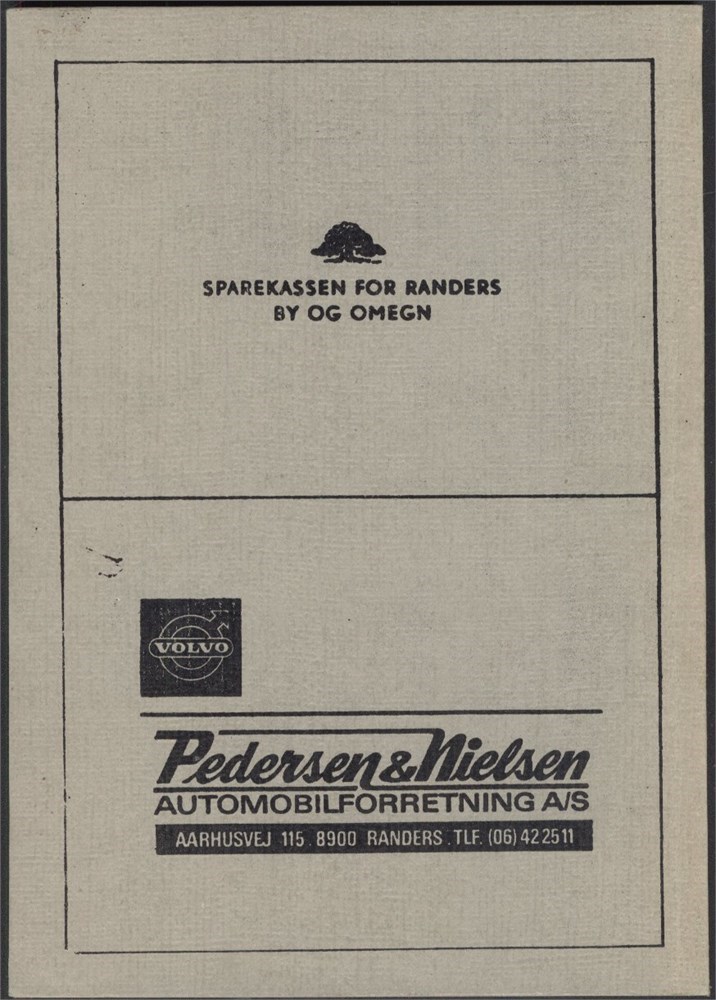 SPAREKASSEN FOR RANDERS
BY OG OMEGN
VOLVO
Pedersen & Nielsen
AUTOMOBILFORRETNING A/S
AARHUSVEJ 115. 8900 RANDERS. TLF. (06) 42 25 11